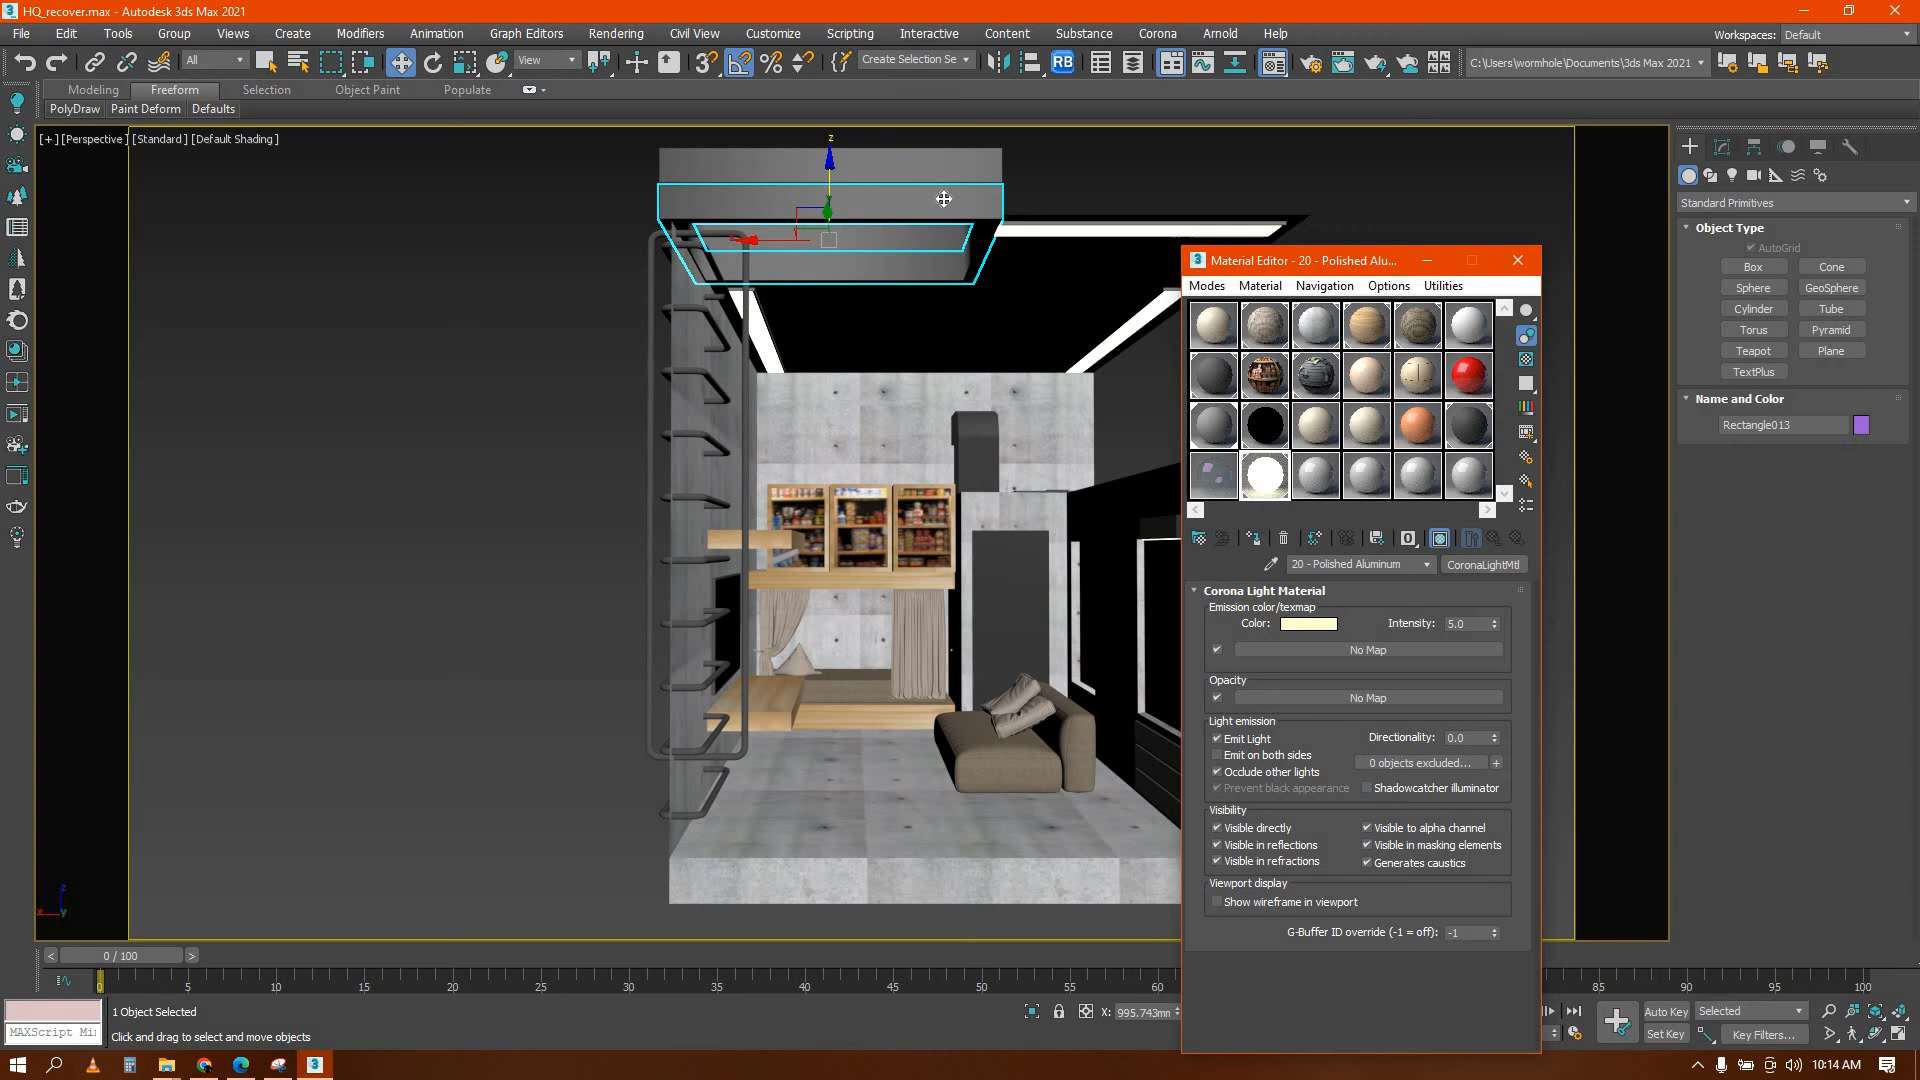 HQ_recover.max - Autodesk 3ds Max 2021
File Edit Tools Group Views Create Modifiers Animation Graph Editors Rendering Civil View Customize Scripting Interactive Content Substance Corona Arnold Help
Workspaces: Default
All View Create Selection Se C:\Users\wormhole\Documents\3ds Max 2021
Modeling Freeform Selection Object Paint Populate
PolyDraw Paint Deform Defaults
[+] [Perspective] [Standard] [Default Shading]
z
Standard Primitives
Object Type
AutoGrid
Box Cone
Sphere GeoSphere
Cylinder Tube
Torus Pyramid
Teapot Plane
TextPlus
Name and Color
Rectangle013
Material Editor - 20 - Polished Alu...
Modes Material Navigation Options Utilities
20 - Polished Aluminum CoronaLightMtl
Corona Light Material
Emission color/texmap
Color: Intensity: 5.0
No Map
Opacity
No Map
Light emission
Emit Light Directionality: 0.0
Emit on both sides
0 objects excluded... +
Occlude other lights
Prevent black appearance Shadowcatcher illuminator
Visibility
Visible directly Visible to alpha channel
Visible in reflections Visible in masking elements
Visible in refractions Generates caustics
Viewport display
Show wireframe in viewport
G-Buffer ID override (-1 = off): -1
z
x y
< 0 / 100 >
0 5 10 15 20 25 30 35 40 45 50 55 60 85 90 95 100
1 Object Selected
X: 995.743mm
Auto Key Selected
MAXScript Mi
Click and drag to select and move objects
Set Key Key Filters...
10:14 AM